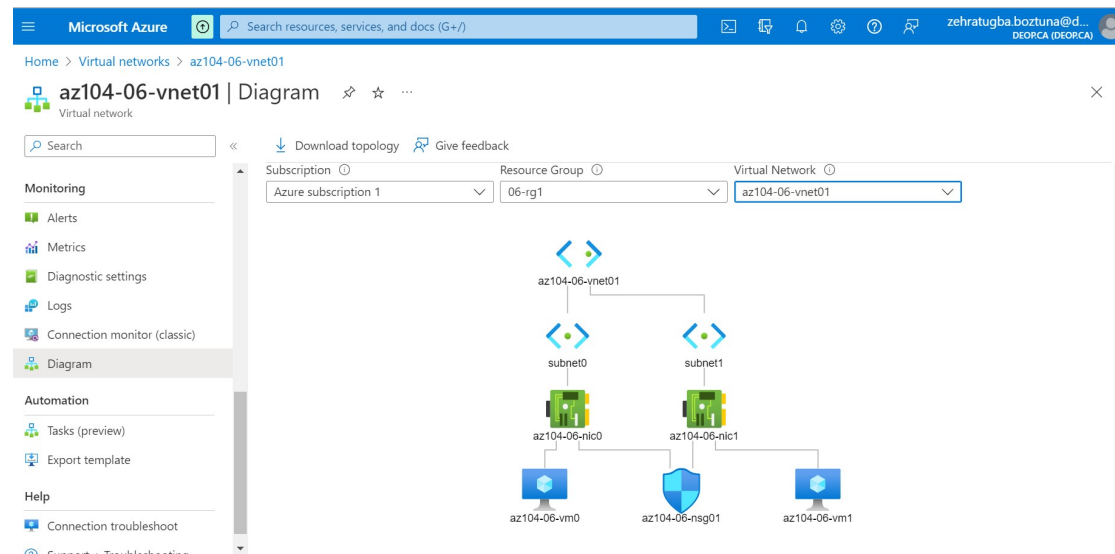 Microsoft Azure
Search resources, services, and docs (G+/)
zehratugba.boztuna@d...
DEOP.CA (DEOP.CA)
Home > Virtual networks > az104-06-vnet01
az104-06-vnet01 | Diagram
Virtual network
Search
Download topology
Give feedback
Subscription
Resource Group
Virtual Network
Azure subscription 1
06-rg1
az104-06-vnet01
Monitoring
Alerts
Metrics
Diagnostic settings
Logs
Connection monitor (classic)
Diagram
Automation
Tasks (preview)
Export template
Help
Connection troubleshoot
Support + Troubleshooting
az104-06-vnet01
subnet0
subnet1
az104-06-nic0
az104-06-nic1
az104-06-vm0
az104-06-nsg01
az104-06-vm1